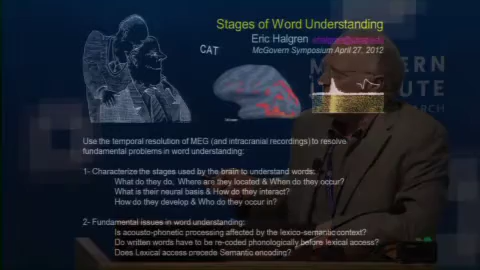 Stages of Word Understanding
Eric Halgren
McGovern Symposium April 27, 2012
CAT
Use the temporal resolution of MEG (and intracranial recordings) to resolve
fundamental problems in word understanding:
1- Characterize the stages used by the brain to understand words:
What do they do, Where are they located & When do they occur?
What is their neural basis & How do they interact?
How do they develop & Who do they occur in?
2- Fundamental issues in word understanding:
Is acousto-phonetic processing affected by the lexico-semantic context?
Do written words have to be re-coded phonologically before lexical access?
Does Lexical access precede Semantic encoding?